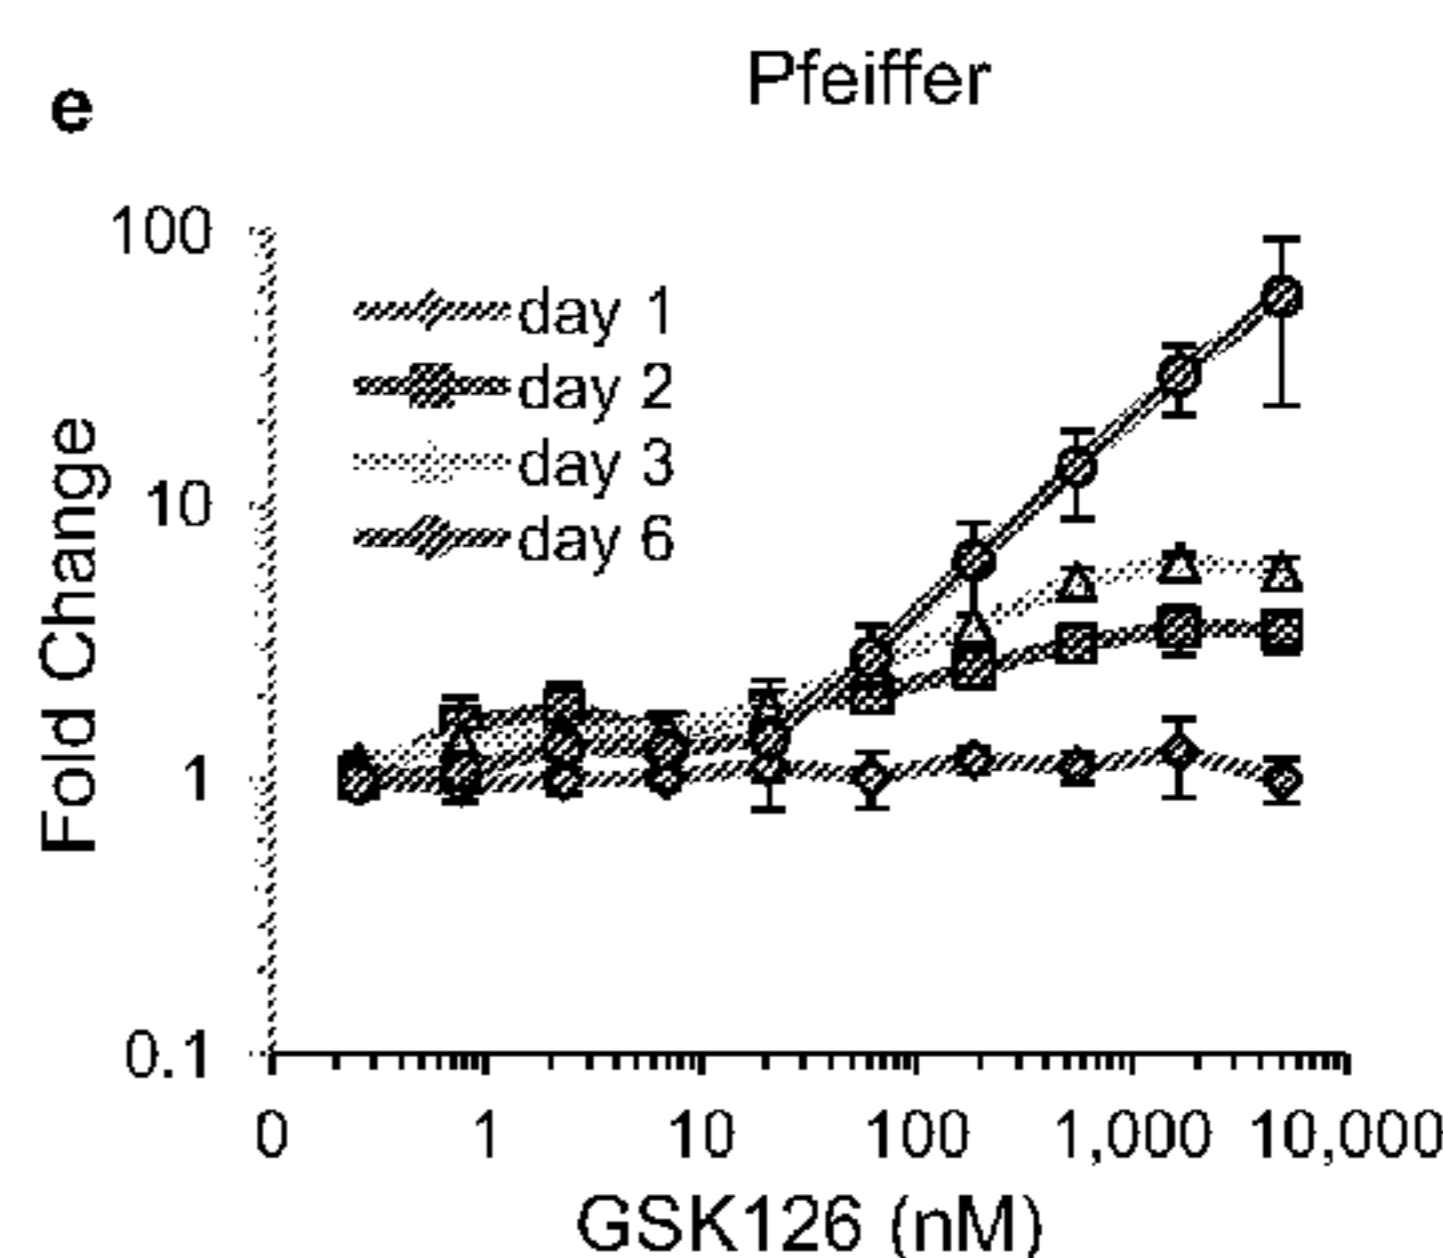 e
Pfeiffer
100
10
1
0.1
Fold Change
day 1
day 2
day 3
day 6
0 1 10 100 1,000 10,000
GSK126 (nM)